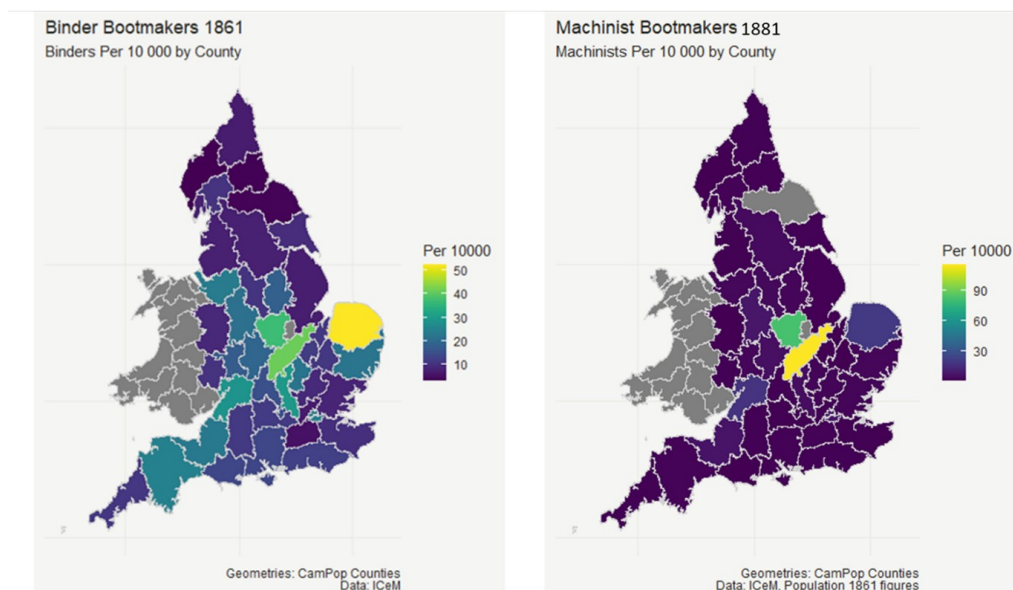 Binder Bootmakers 1861
Binders Per 10 000 by County
Per 10000
50
40
30
20
10
Geometries: CamPop Counties
Data: ICeM
Machinist Bootmakers 1881
Machinists Per 10 000 by County
Per 10000
90
60
30
Geometries: CamPop Counties
Data: ICeM, Population 1861 figures